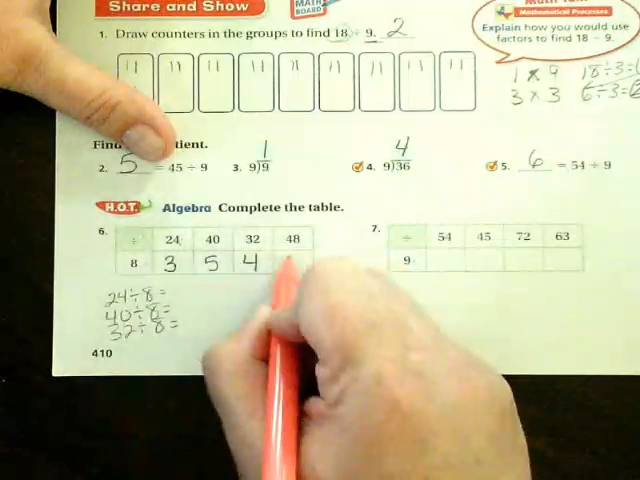 Share and Show
MATH BOARD
Mathematical Processes
Explain how you would use factors to find 18 ÷ 9.
1. Draw counters in the groups to find 18 ÷ 9. 2
1 x 9 18÷3=
3 x 3 6÷3=
2. 5 = 45 ÷ 9
3. 1 9)9
4. 4 9)36
5. 6 = 54 ÷ 9
H.O.T. Algebra Complete the table.
6. ÷ 24 40 32 48
8 3 5 4
7. ÷ 54 45 72 63
9
24÷8=
40÷8=
32÷8=
410